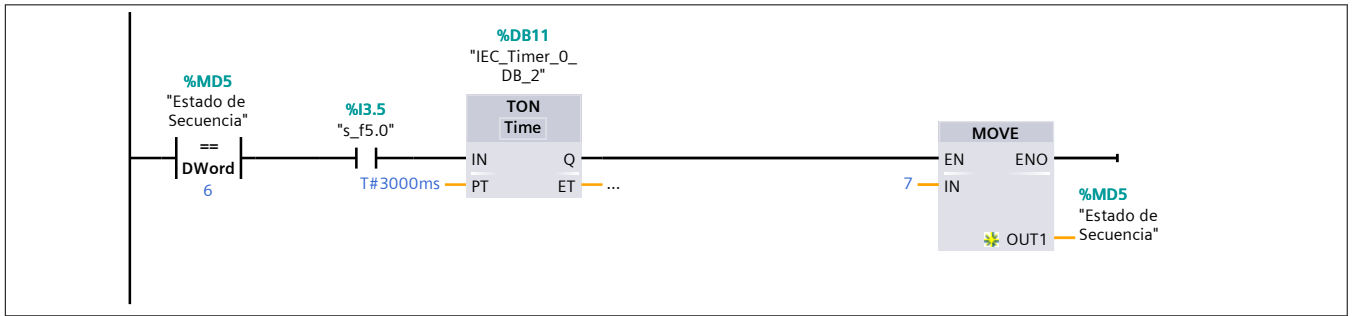 %DB11
"IEC_Timer_0_
DB_2"
%MD5
"Estado de
Secuencia"
==
DWord
6
%I3.5
"s_f5.0"
TON
Time
IN
Q
T#3000ms
PT
ET
...
MOVE
EN
ENO
7
IN
OUT1
%MD5
"Estado de
Secuencia"